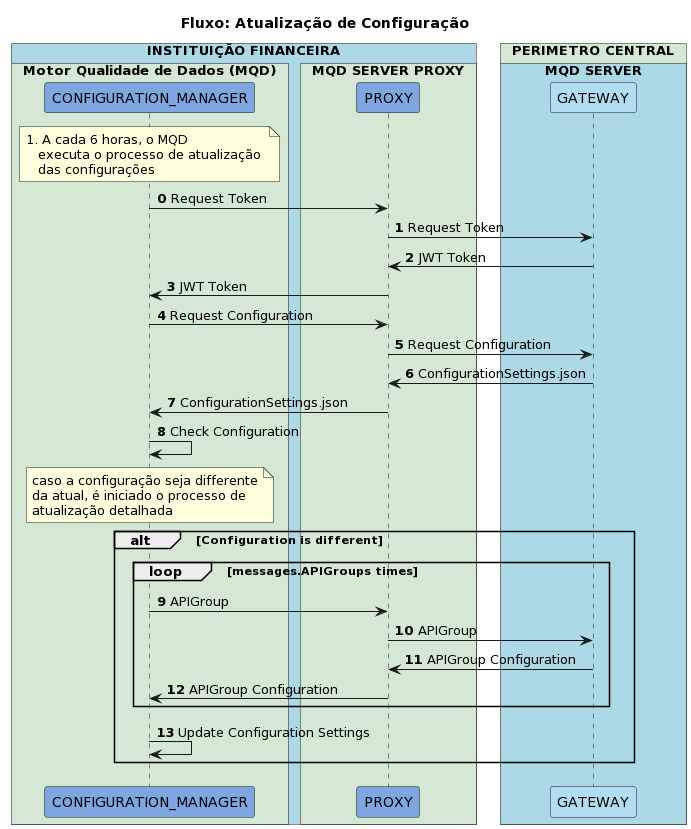 Fluxo: Atualização de Configuração
INSTITUIÇÃO FINANCEIRA
PERIMETRO CENTRAL
Motor Qualidade de Dados (MQD)
MQD SERVER PROXY
MQD SERVER
CONFIGURATION_MANAGER
PROXY
GATEWAY
1. A cada 6 horas, o MQD
executa o processo de atualização
das configurações
0 Request Token
1 Request Token
2 JWT Token
3 JWT Token
4 Request Configuration
5 Request Configuration
6 ConfigurationSettings.json
7 ConfigurationSettings.json
8 Check Configuration
caso a configuração seja diferente
da atual, é iniciado o processo de
atualização detalhada
alt [Configuration is different]
loop [messages.APIGroups times]
9 APIGroup
10 APIGroup
11 APIGroup Configuration
12 APIGroup Configuration
13 Update Configuration Settings
CONFIGURATION_MANAGER
PROXY
GATEWAY